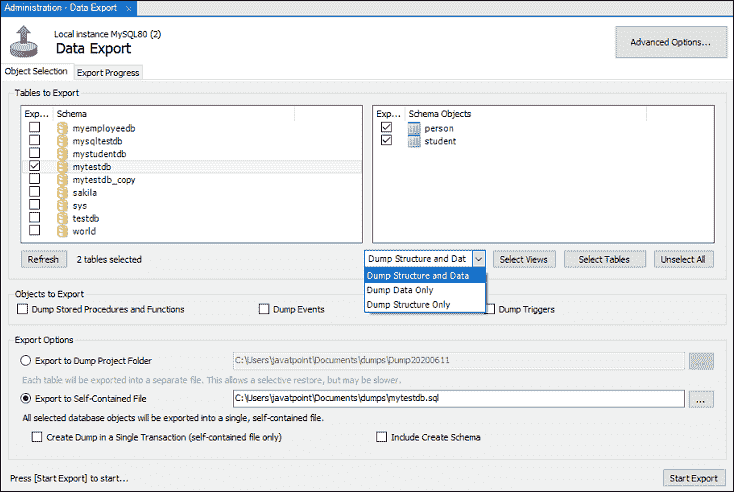 Administration - Data Export ×
Local instance MySQL80 (2)
Data Export
Advanced Options...
Object Selection Export Progress
Tables to Export
Exp... Schema
Exp... Schema Objects
myemployeedb
mysqltestdb
mystudentdb
mytestdb
mytestdb_copy
sakila
sys
testdb
world
person
student
Refresh 2 tables selected
Dump Structure and Dat
Select Views Select Tables Unselect All
Dump Structure and Data
Dump Data Only
Dump Structure Only
Objects to Export
Dump Stored Procedures and Functions Dump Events Dump Triggers
Export Options
Export to Dump Project Folder C:\Users\javatpoint\Documents\dumps\Dump20200611
Each table will be exported into a separate file. This allows a selective restore, but may be slower.
Export to Self-Contained File C:\Users\javatpoint\Documents\dumps\mytestdb.sql ...
All selected database objects will be exported into a single, self-contained file.
Create Dump in a Single Transaction (self-contained file only) Include Create Schema
Press [Start Export] to start...
Start Export